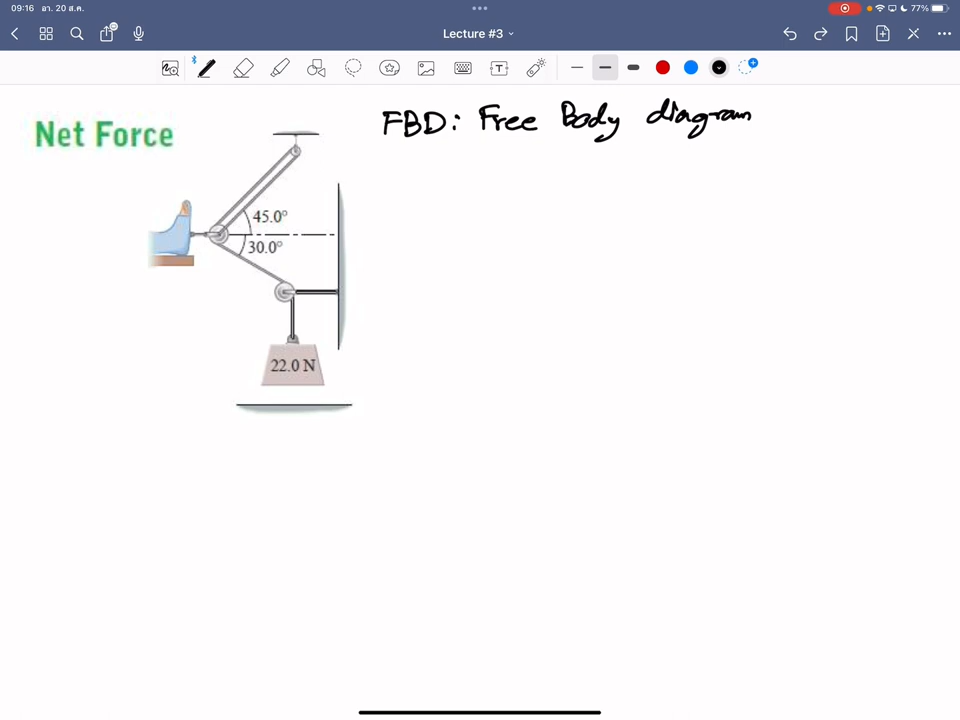 09:16 อา. 20 ส.ค.
77%
Lecture #3
Net Force
FBD: Free Body diagram
45.0°
30.0°
22.0 N